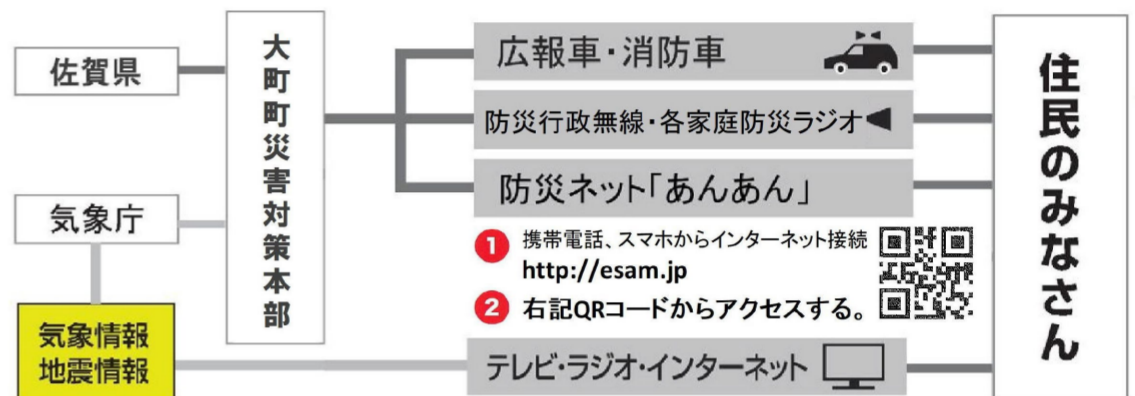 佐賀県
気象庁
気象情報
地震情報
大町町災害対策本部
広報車・消防車
防災行政無線・各家庭防災ラジオ
防災ネット「あんあん」
1 携帯電話、スマホからインターネット接続
http://esam.jp
2 右記QRコードからアクセスする。
テレビ・ラジオ・インターネット
住民のみなさん